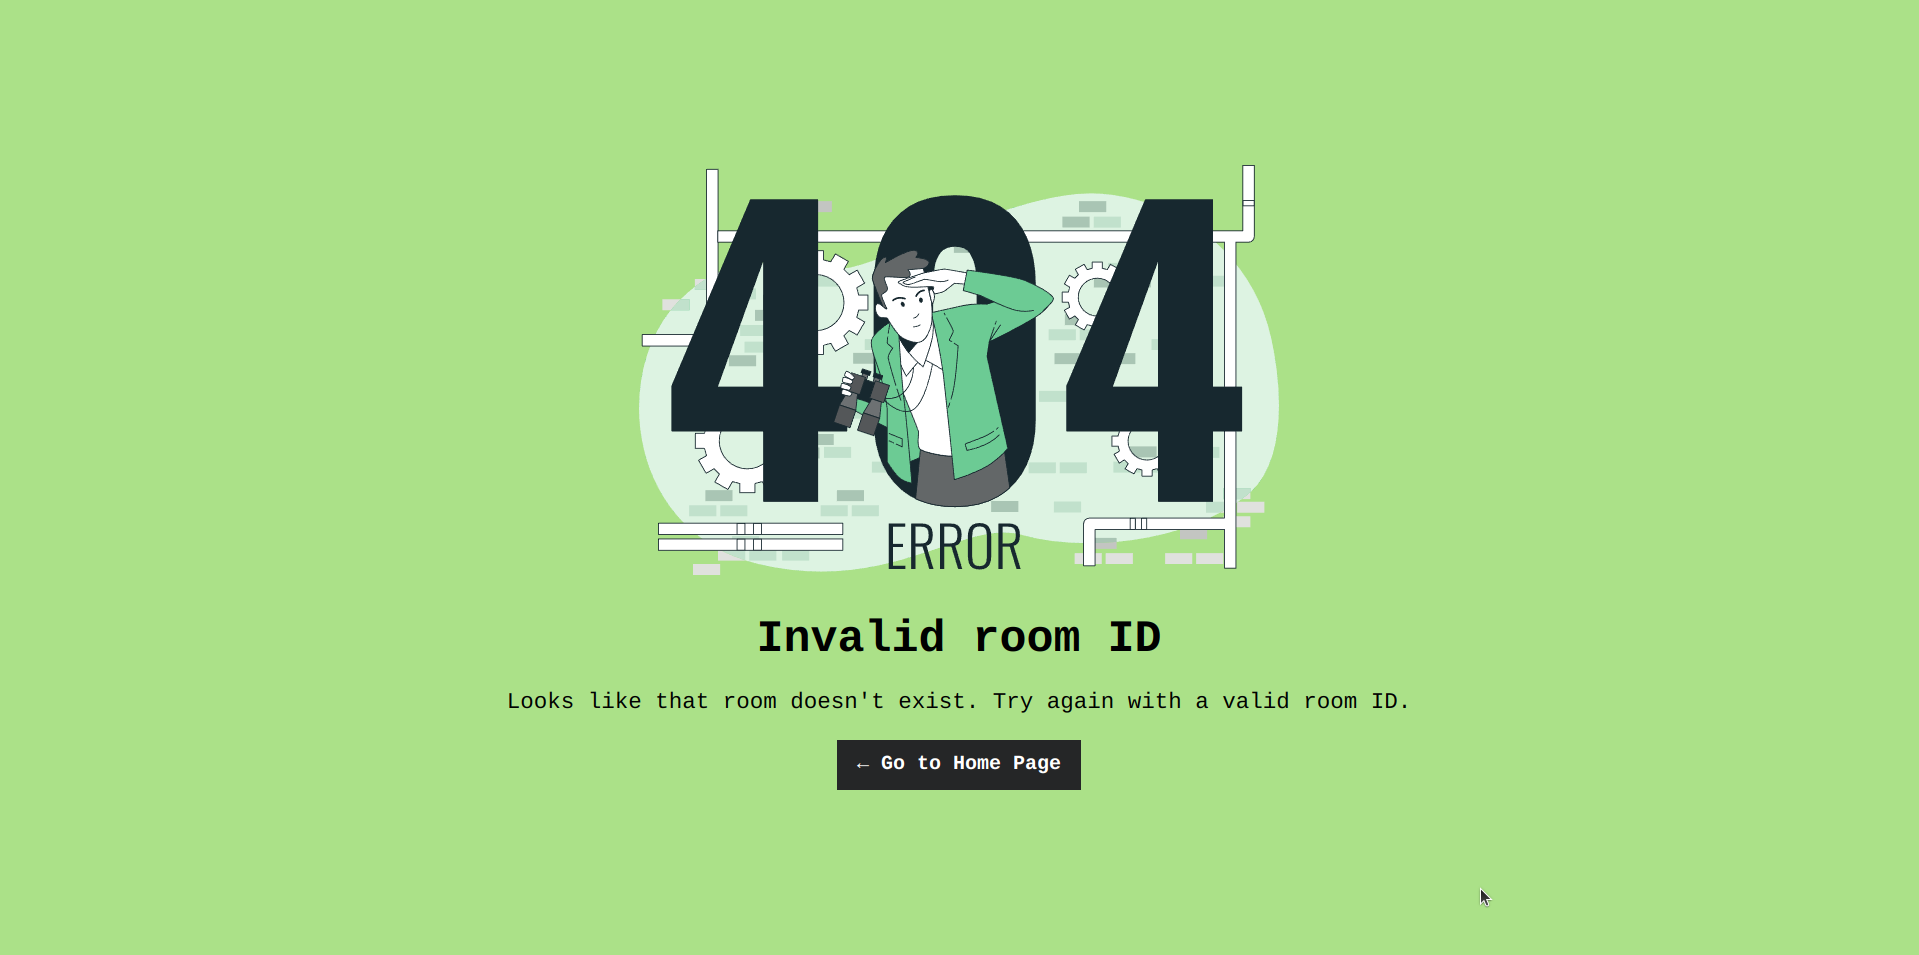 404
ERROR
Invalid room ID
Looks like that room doesn't exist. Try again with a valid room ID.
← Go to Home Page